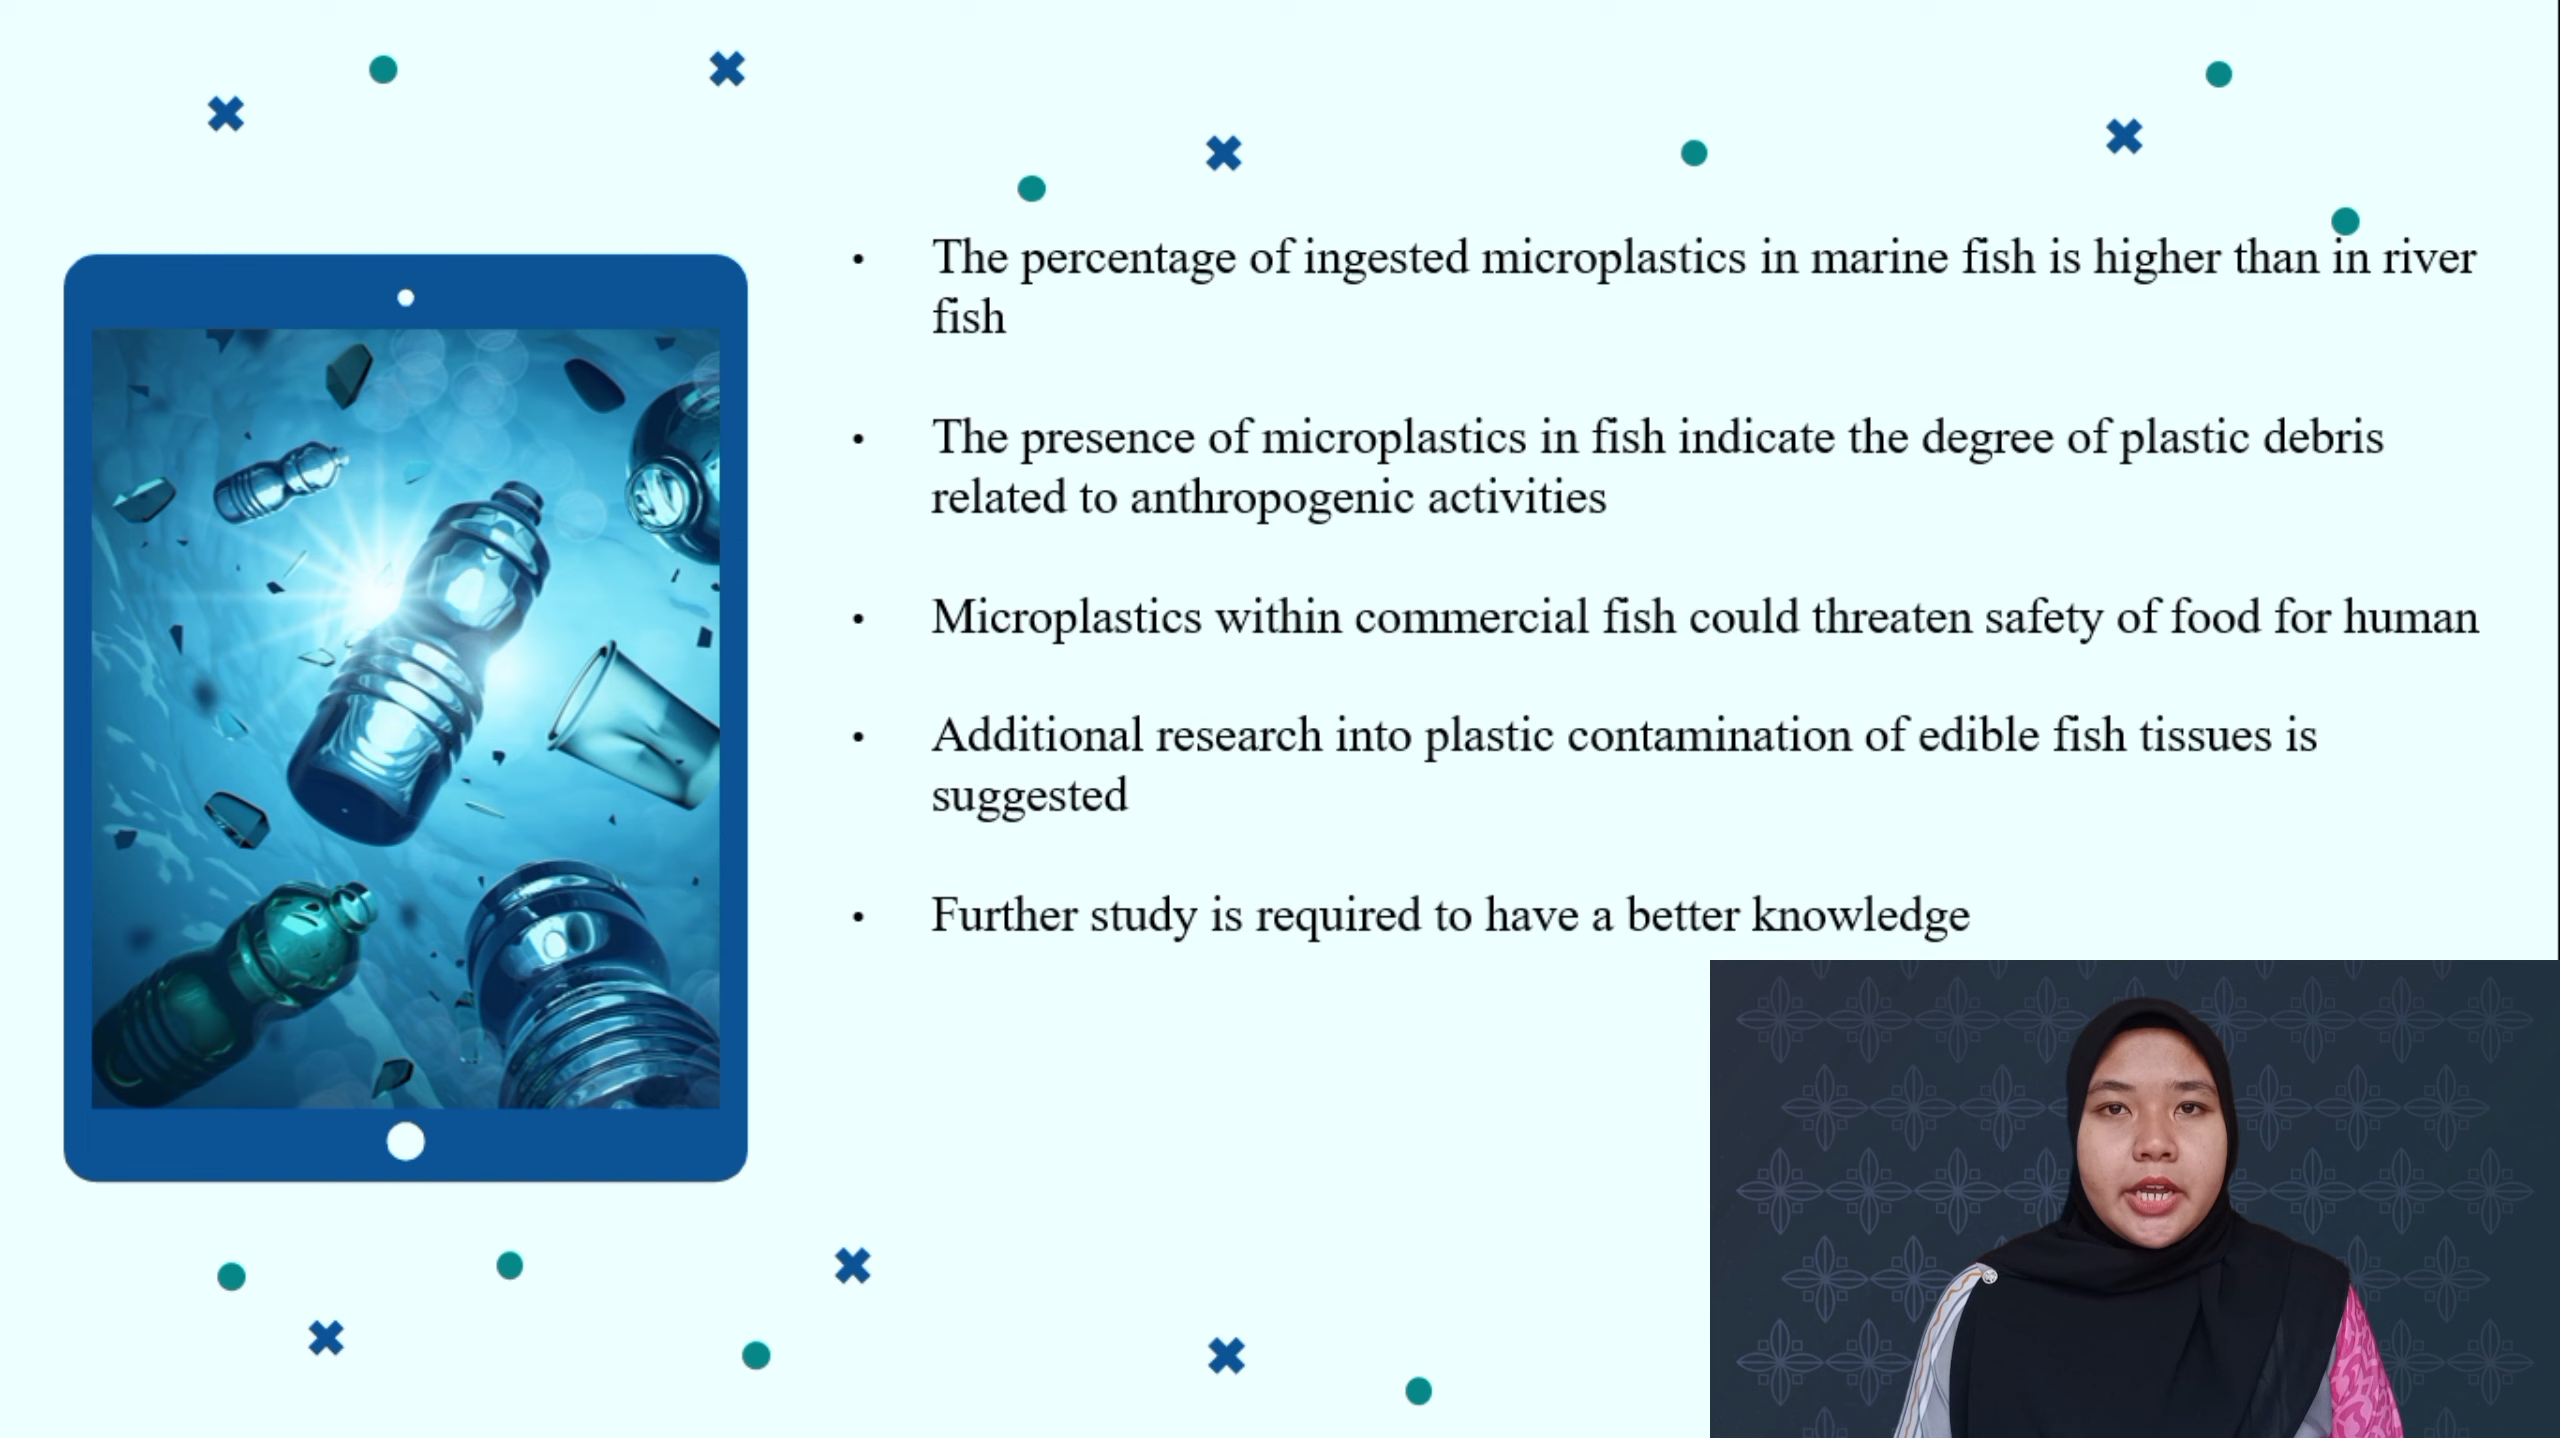 • The percentage of ingested microplastics in marine fish is higher than in river
fish
• The presence of microplastics in fish indicate the degree of plastic debris
related to anthropogenic activities
• Microplastics within commercial fish could threaten safety of food for human
• Additional research into plastic contamination of edible fish tissues is
suggested
• Further study is required to have a better knowledge